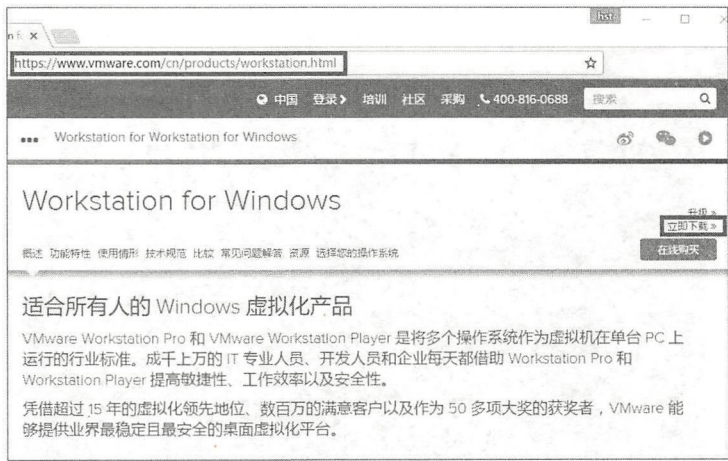 hst
https://www.vmware.com/cn/products/workstation.html
中国 登录 培训 社区 采购 400-816-0688 搜索
Workstation for Workstation for Windows
Workstation for Windows
升级 »
立即下载 »
概述 功能特性 使用情形 技术规范 比较 常见问题解答 资源 选择您的操作系统
在线购买
适合所有人的 Windows 虚拟化产品
VMware Workstation Pro 和 VMware Workstation Player 是将多个操作系统作为虚拟机在单台 PC 上
运行的行业标准。成千上万的 IT 专业人员、开发人员和企业每天都借助 Workstation Pro 和
Workstation Player 提高敏捷性、工作效率以及安全性。
凭借超过 15 年的虚拟化领先地位、数百万的满意客户以及作为 50 多项大奖的获奖者，VMware 能
够提供业界最稳定且最安全的桌面虚拟化平台。